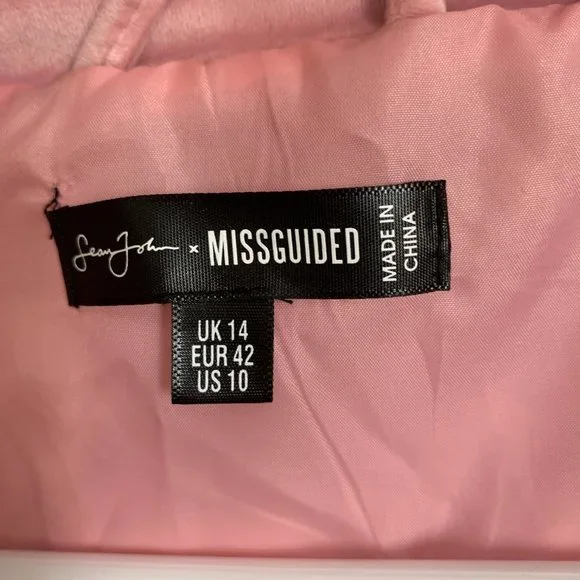 Sean John x MISSGUIDED
MADE IN
CHINA
UK 14
EUR 42
US 10